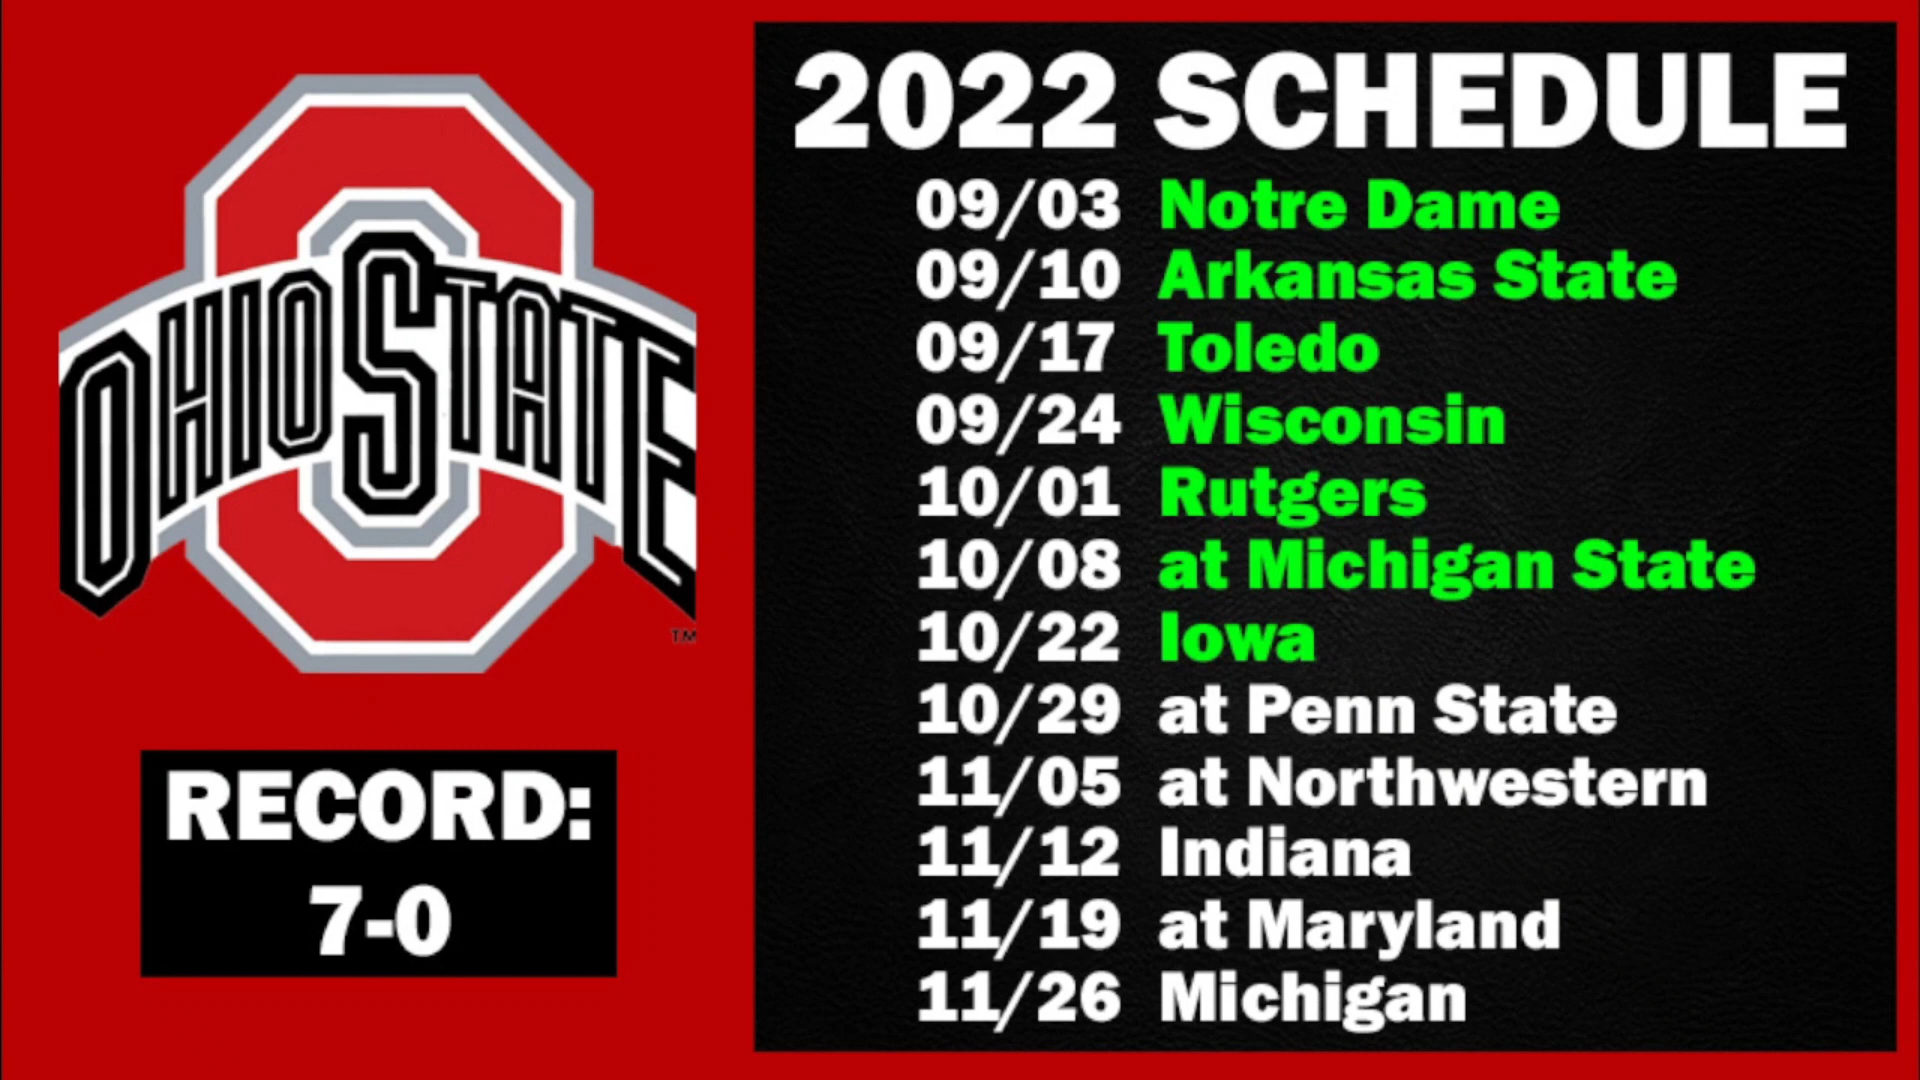 OHIO STATE
TM
RECORD:
7-0
2022 SCHEDULE
09/03 Notre Dame
09/10 Arkansas State
09/17 Toledo
09/24 Wisconsin
10/01 Rutgers
10/08 at Michigan State
10/22 Iowa
10/29 at Penn State
11/05 at Northwestern
11/12 Indiana
11/19 at Maryland
11/26 Michigan